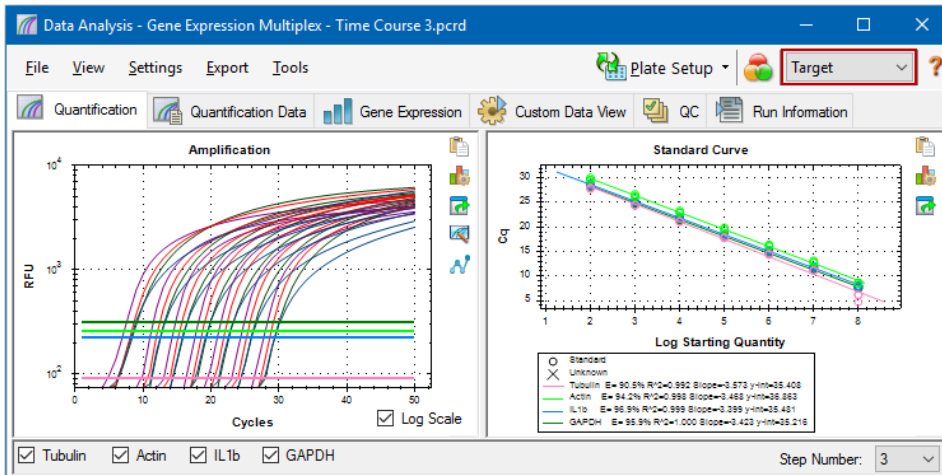 Data Analysis - Gene Expression Multiplex - Time Course 3.pcrd
File View Settings Export Tools Plate Setup Target ?
Quantification Quantification Data Gene Expression Custom Data View QC Run Information
Amplification
10^4
10^3
10^2
RFU
0 10 20 30 40 50
Cycles
Log Scale
Standard Curve
30
25
20
15
10
5
Cq
1 2 3 4 5 6 7 8
Log Starting Quantity
Standard
Unknown
Tubulin E= 90.5% R^2=0.992 Slope=-3.573 y-int=35.408
Actin E= 94.2% R^2=0.998 Slope=-3.468 y-int=36.863
IL1b E= 96.9% R^2=0.999 Slope=-3.399 y-int=35.481
GAPDH E= 95.9% R^2=1.000 Slope=-3.423 y-int=35.216
Tubulin Actin IL1b GAPDH Step Number: 3